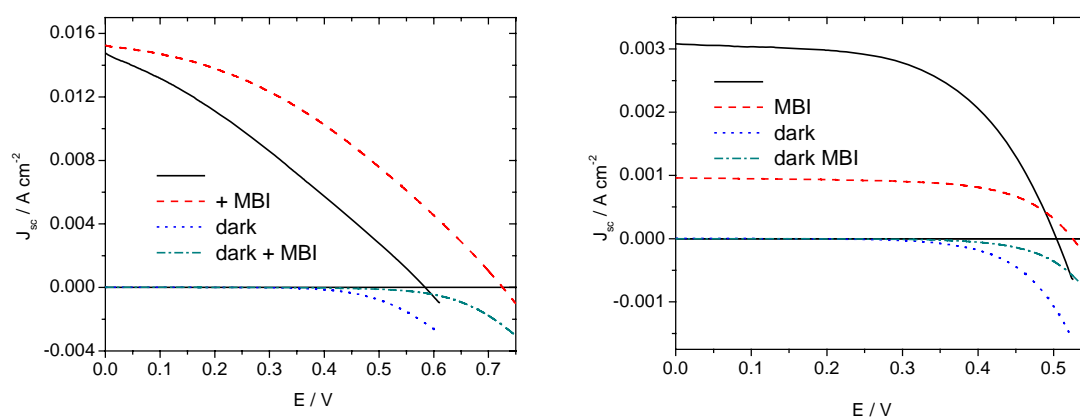 0.016
0.012
0.008
0.004
0.000
-0.004
J_sc / A cm⁻²
+ MBI
dark
dark + MBI
0.0 0.1 0.2 0.3 0.4 0.5 0.6 0.7
E / V
0.003
0.002
0.001
0.000
-0.001
J_sc / A cm⁻²
MBI
dark
dark MBI
0.0 0.1 0.2 0.3 0.4 0.5
E / V